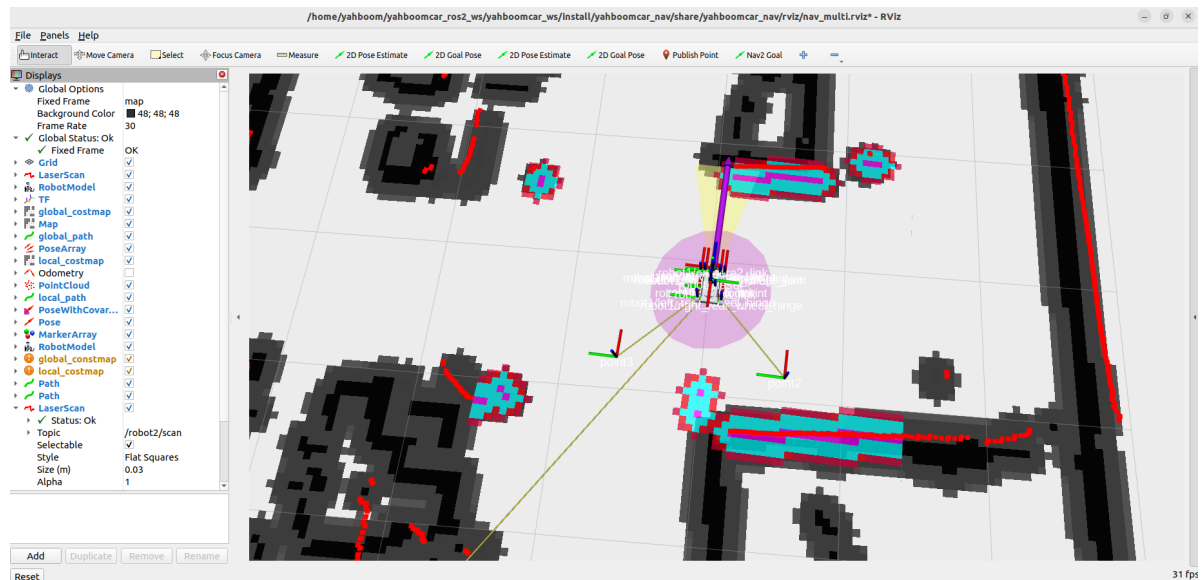 /home/yahboom/yahboomcar_ros2_ws/yahboomcar_ws/install/yahboomcar_nav/share/yahboomcar_nav/rviz/nav_multi.rviz* - RViz
File Panels Help
Interact Move Camera Select Focus Camera Measure 2D Pose Estimate 2D Goal Pose 2D Pose Estimate 2D Goal Pose Publish Point Nav2 Goal
Displays
Global Options
Fixed Frame map
Background Color 48; 48; 48
Frame Rate 30
Global Status: Ok
Fixed Frame OK
Grid
LaserScan
RobotModel
TF
global_costmap
Map
global_path
PoseArray
local_costmap
Odometry
PointCloud
local_path
PoseWithCovar...
Pose
MarkerArray
RobotModel
global_constmap
local_costmap
Path
Path
LaserScan
Status: Ok
Topic /robot2/scan
Selectable
Style Flat Squares
Size (m) 0.03
Alpha 1
Add Duplicate Remove Rename
Reset
31 fps